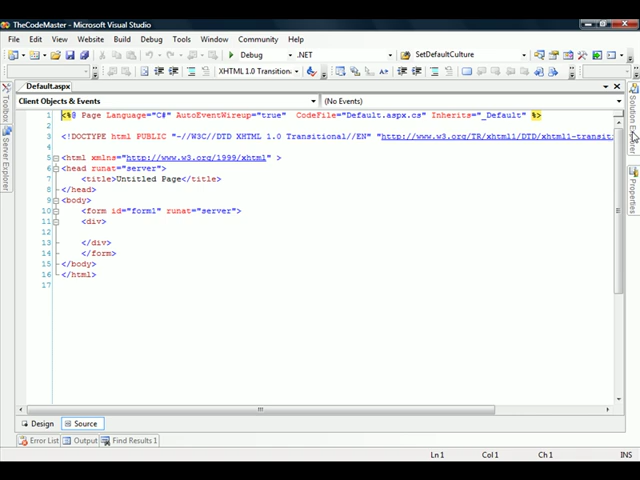 TheCodeMaster - Microsoft Visual Studio
File Edit View Website Build Debug Tools Window Community Help
Debug .NET SetDefaultCulture
XHTML 1.0 Transition
Default.aspx
Client Objects & Events (No Events)
1 <%@ Page Language="C#" AutoEventWireup="true" CodeFile="Default.aspx.cs" Inherits="_Default" %>
2
3 <!DOCTYPE html PUBLIC "-//W3C//DTD XHTML 1.0 Transitional//EN" "http://www.w3.org/TR/xhtml1/DTD/xhtml1-transit
4
5 <html xmlns="http://www.w3.org/1999/xhtml" >
6 <head runat="server">
7 <title>Untitled Page</title>
8 </head>
9 <body>
10 <form id="form1" runat="server">
11 <div>
12
13 </div>
14 </form>
15 </body>
16 </html>
17
Toolbox
Server Explorer
Solution Explorer
Properties
Design Source
Error List Output Find Results 1
Ln 1 Col 1 Ch 1 INS